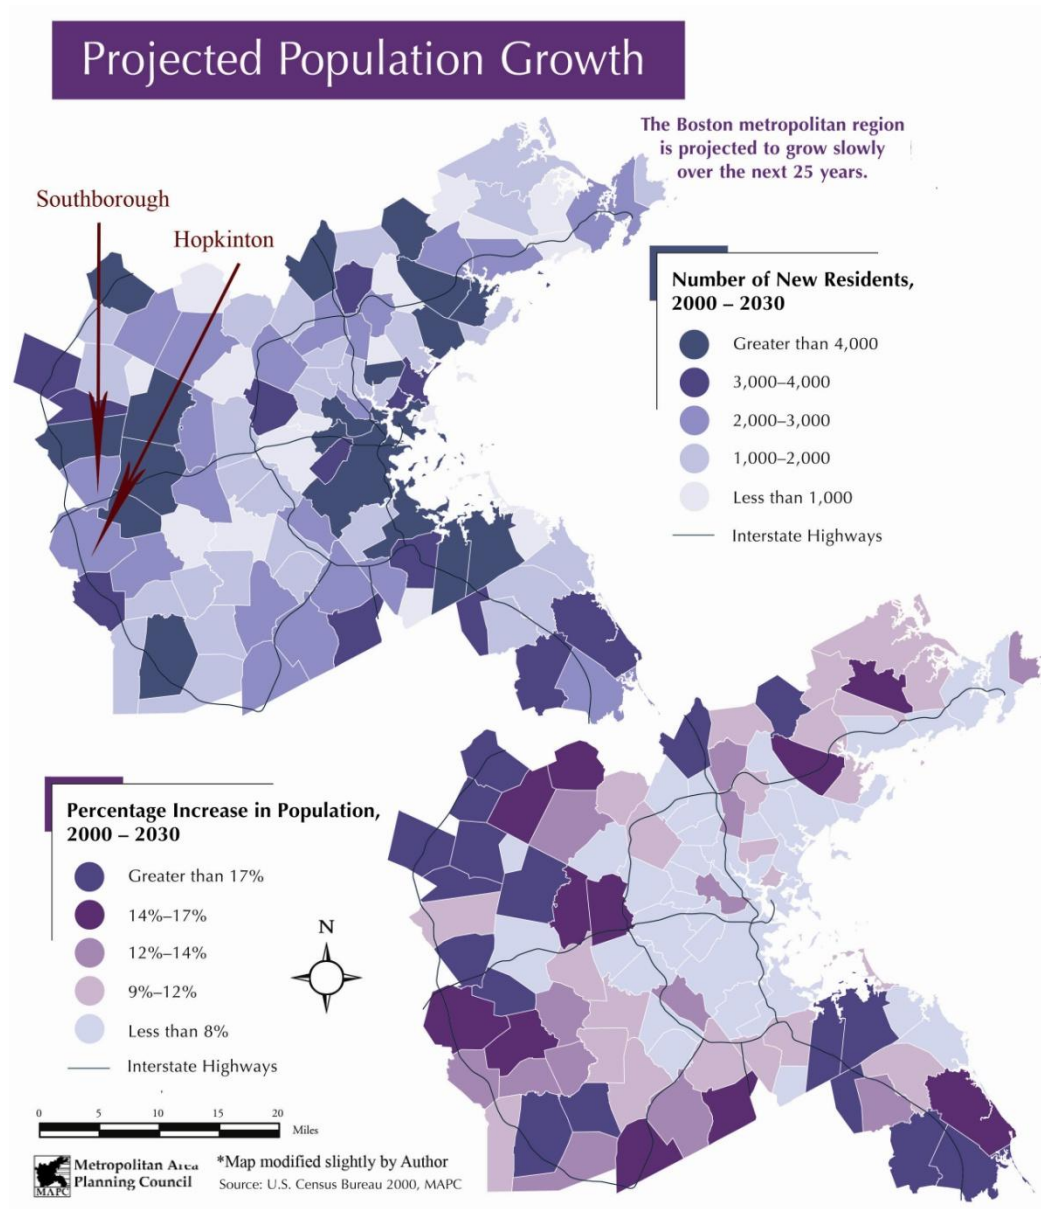 Projected Population Growth
The Boston metropolitan region
is projected to grow slowly
over the next 25 years.
Southborough
Hopkinton
Number of New Residents,
2000 – 2030
Greater than 4,000
3,000–4,000
2,000–3,000
1,000–2,000
Less than 1,000
Interstate Highways
Percentage Increase in Population,
2000 – 2030
Greater than 17%
14%–17%
12%–14%
9%–12%
Less than 8%
Interstate Highways
N
0 5 10 15 20
Miles
MAPC
Metropolitan Area
Planning Council
*Map modified slightly by Author
Source: U.S. Census Bureau 2000, MAPC